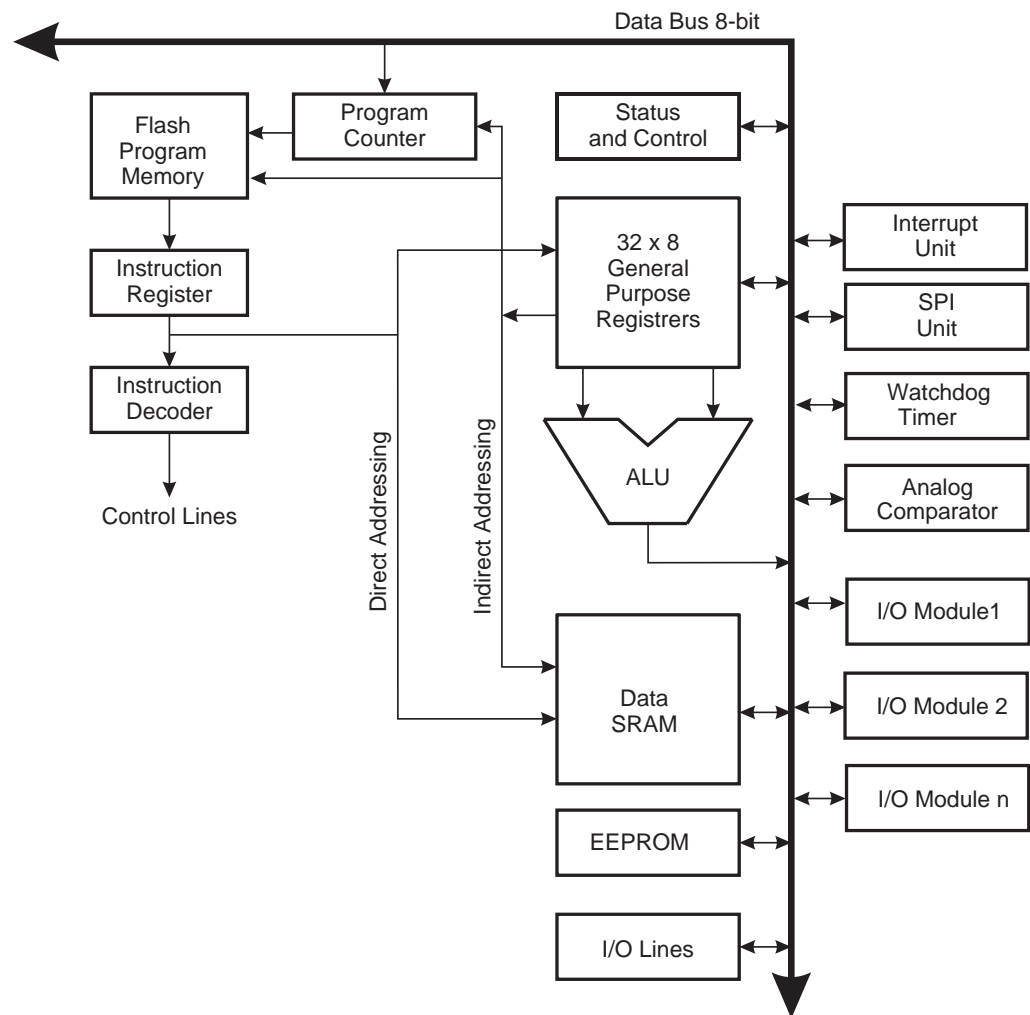 Data Bus 8-bit
Flash
Program
Memory
Program
Counter
Status
and Control
32 x 8
General
Purpose
Registrers
Interrupt
Unit
Instruction
Register
SPI
Unit
Instruction
Decoder
Watchdog
Timer
Direct Addressing
Indirect Addressing
ALU
Analog
Comparator
Control Lines
I/O Module1
Data
SRAM
I/O Module 2
I/O Module n
EEPROM
I/O Lines